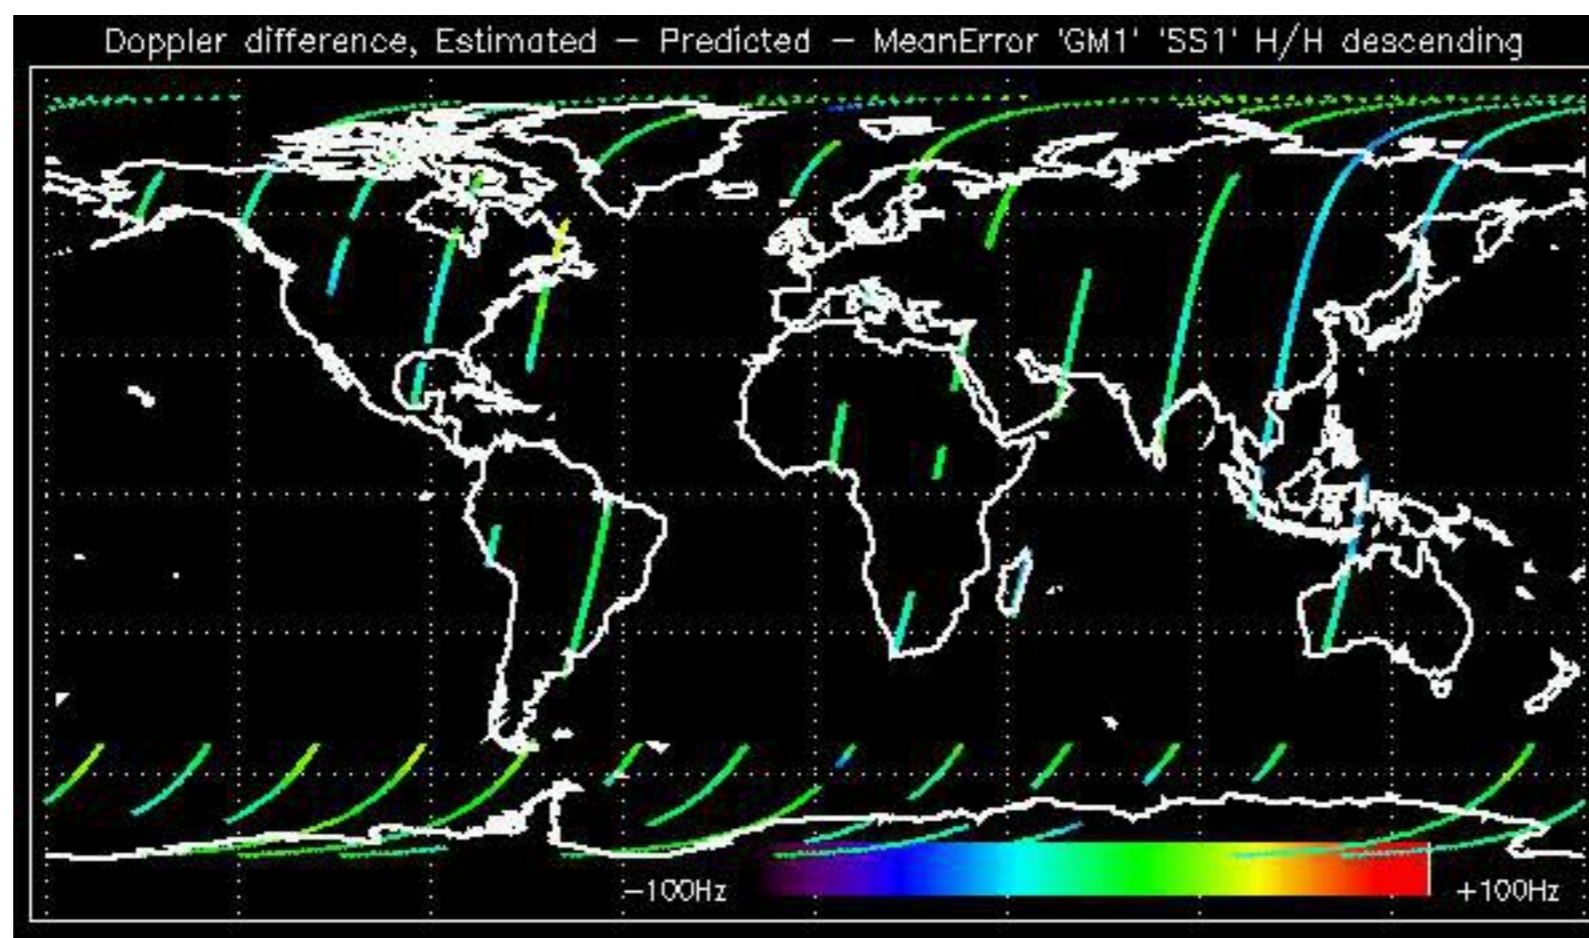 Doppler difference, Estimated – Predicted – MeanError 'GM1' 'SS1' H/H descending
–100Hz
+100Hz